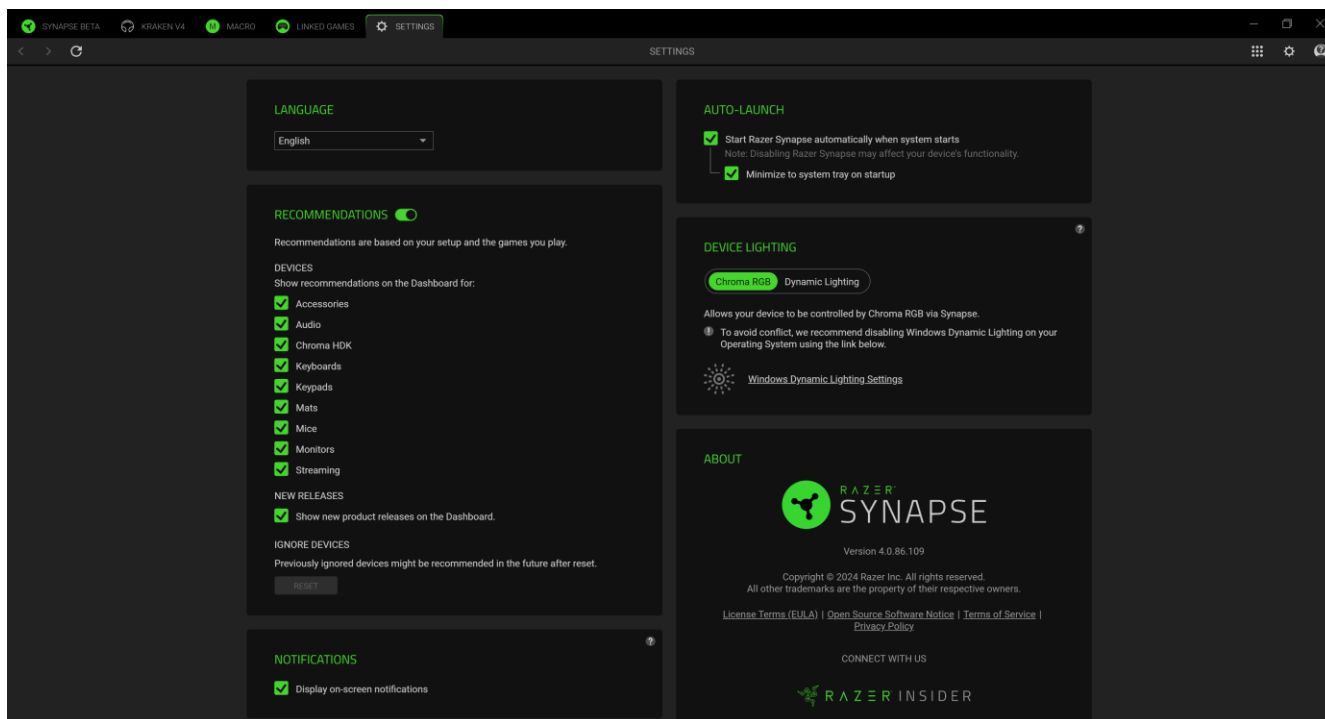 SYNAPSE BETA
KRAKEN V4
M MACRO
LINKED GAMES
SETTINGS
SETTINGS
LANGUAGE
English
RECOMMENDATIONS
Recommendations are based on your setup and the games you play.
DEVICES
Show recommendations on the Dashboard for:
Accessories
Audio
Chroma HDK
Keyboards
Keypads
Mats
Mice
Monitors
Streaming
NEW RELEASES
Show new product releases on the Dashboard.
IGNORE DEVICES
Previously ignored devices might be recommended in the future after reset.
RESET
?
NOTIFICATIONS
Display on-screen notifications
AUTO-LAUNCH
Start Razer Synapse automatically when system starts
Note: Disabling Razer Synapse may affect your device's functionality.
Minimize to system tray on startup
?
DEVICE LIGHTING
Chroma RGB Dynamic Lighting
Allows your device to be controlled by Chroma RGB via Synapse.
! To avoid conflict, we recommend disabling Windows Dynamic Lighting on your
Operating System using the link below.
Windows Dynamic Lighting Settings
ABOUT
RAZER
SYNAPSE
Version 4.0.86.109
Copyright © 2024 Razer Inc. All rights reserved.
All other trademarks are the property of their respective owners.
License Terms (EULA) | Open Source Software Notice | Terms of Service |
Privacy Policy
CONNECT WITH US
RAZER INSIDER